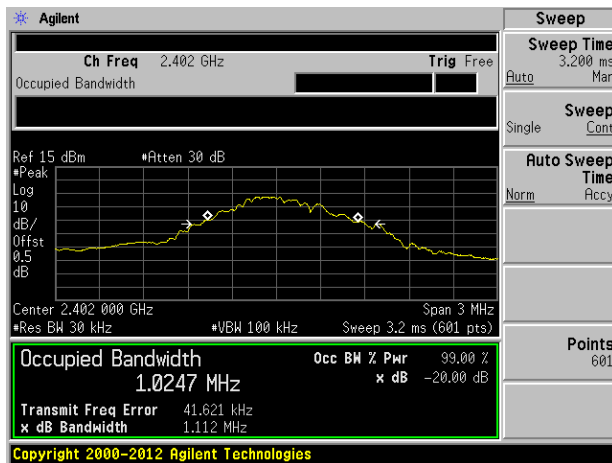 Agilent
Sweep
Ch Freq 2.402 GHz Trig Free
Occupied Bandwidth
Sweep Time
3.200 ms
Auto Man
Sweep
Single Cont
Auto Sweep
Time
Norm Accy
Points
601
Ref 15 dBm #Atten 30 dB
#Peak
Log
10
dB/
Offst
0.5
dB
Center 2.402 000 GHz Span 3 MHz
#Res BW 30 kHz #VBW 100 kHz Sweep 3.2 ms (601 pts)
Occupied Bandwidth Occ BW % Pwr 99.00 %
1.0247 MHz x dB -20.00 dB
Transmit Freq Error 41.621 kHz
x dB Bandwidth 1.112 MHz
Copyright 2000-2012 Agilent Technologies